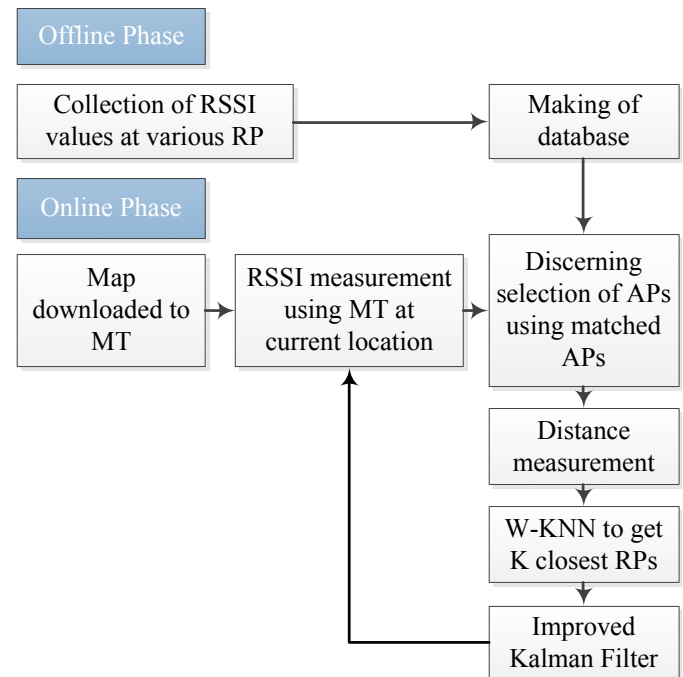 Offline Phase
Collection of RSSI
values at various RP
Making of
database
Online Phase
Map
downloaded to
MT
RSSI measurement
using MT at
current location
Discerning
selection of APs
using matched
APs
Distance
measurement
W-KNN to get
K closest RPs
Improved
Kalman Filter